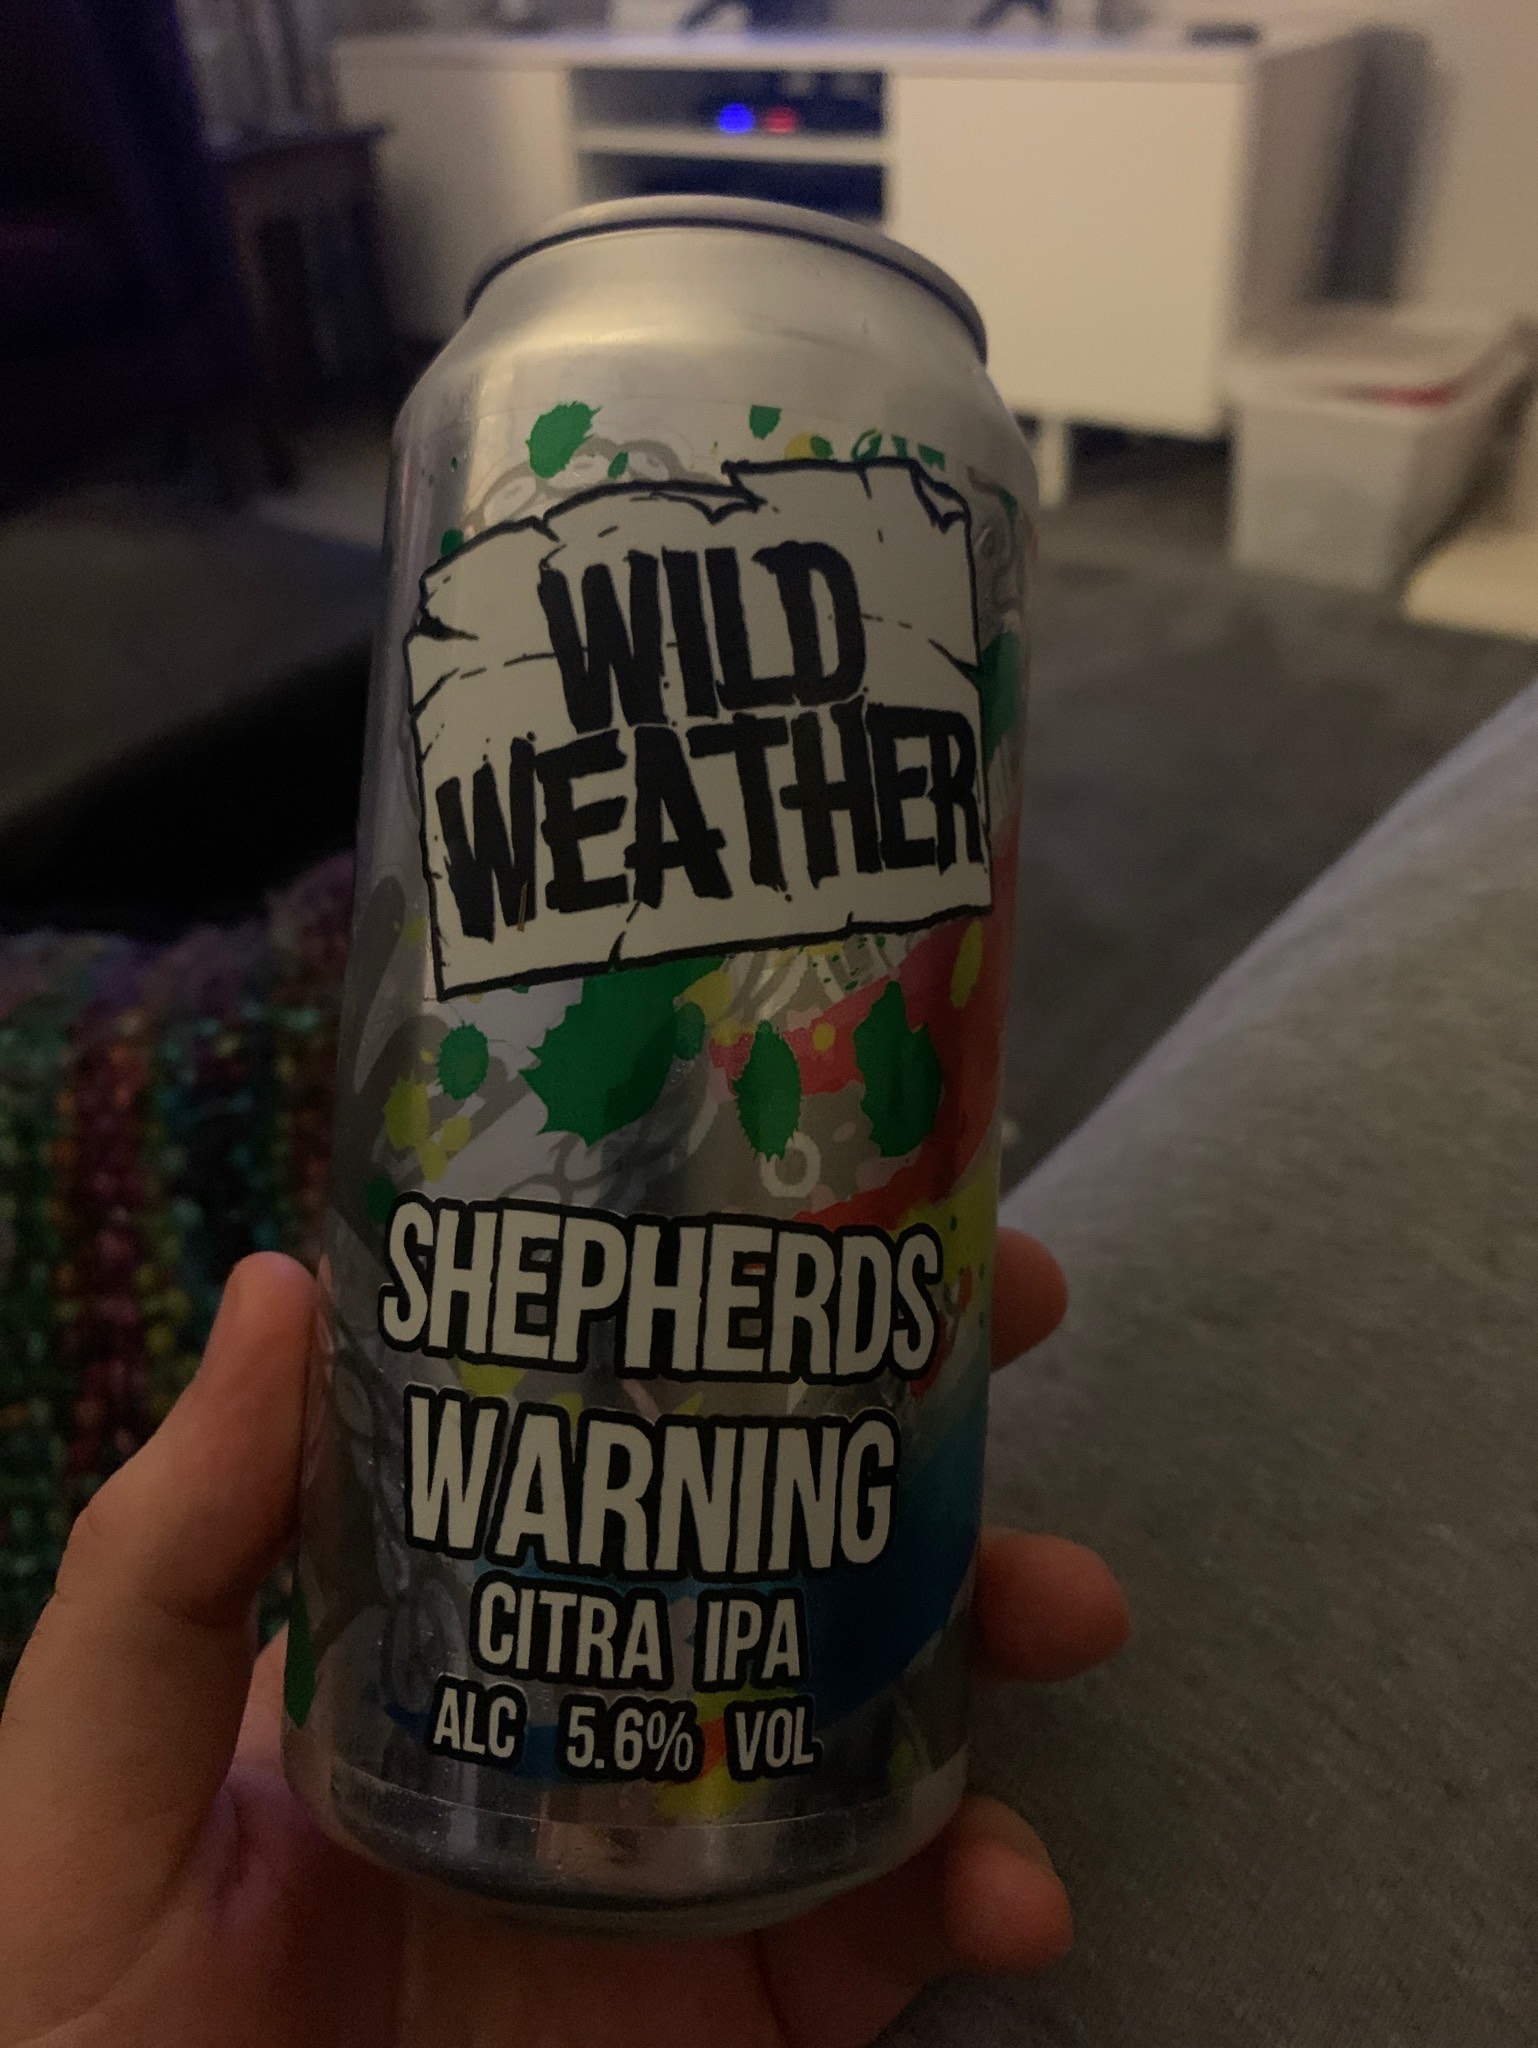 WILD
WEATHER
SHEPHERDS
WARNING
CITRA IPA
ALC 5.6% VOL